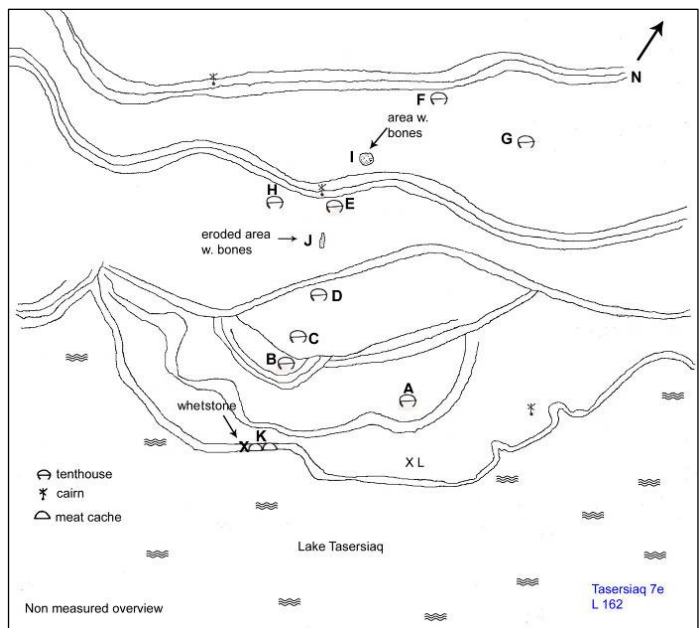 N
F
area w.
bones
G
I
H
E
eroded area
w. bones
J
D
C
B
A
whetstone
X
K
X L
tenthouse
cairn
meat cache
Lake Tasersiaq
Non measured overview
Tasersiaq 7e
L 162